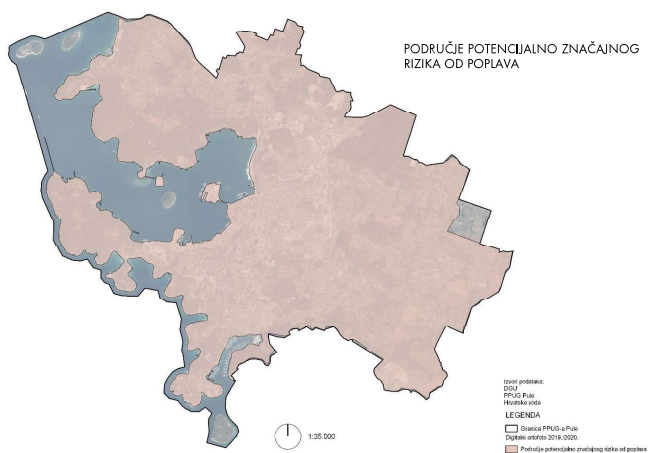 PODRUČJE POTENCIJALNO ZNAČAJNOG
RIZIKA OD POPLAVA
1:35.000
Izvori podataka:
DGU
PPUG Pule
Hrvatske vode
LEGENDA
Granica PPUG-a Pule
Digitalni ortofoto 2019./2020.
Područje potencijalno značajnog rizika od poplava